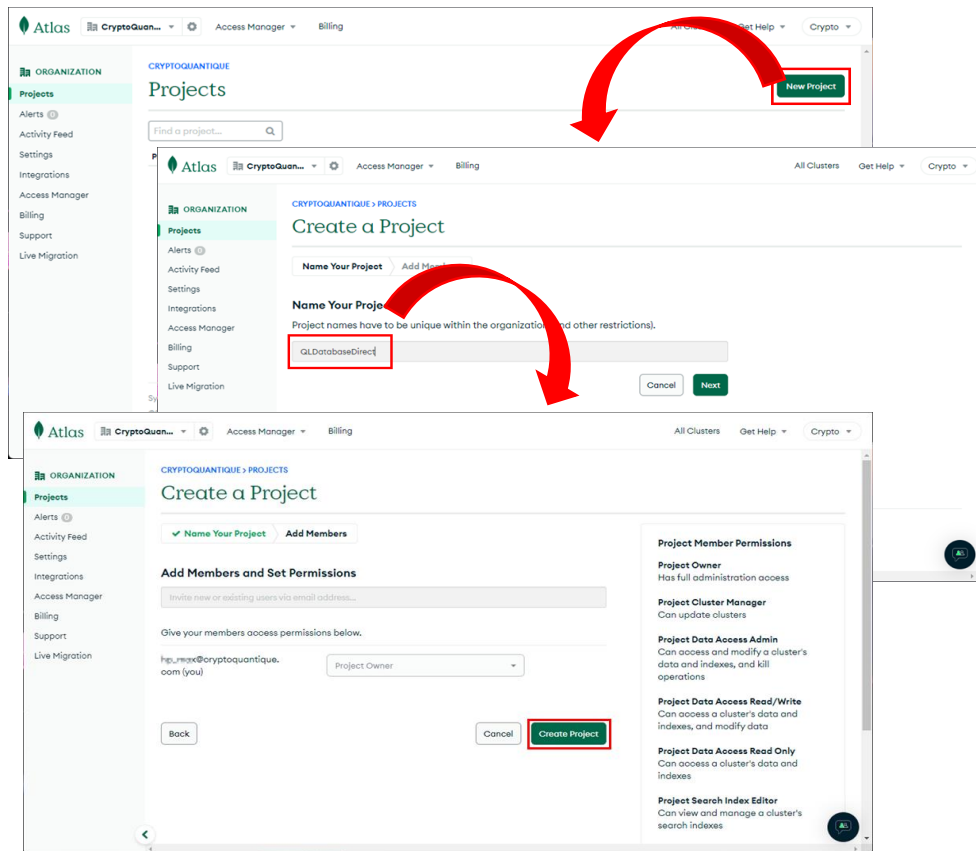 Atlas
CryptoQuan...
Access Manager
Billing
All Clus
Get Help
Crypto
ORGANIZATION
Projects
Alerts 0
Activity Feed
Settings
Integrations
Access Manager
Billing
Support
Live Migration
CRYPTOQUANTIQUE
Projects
New Project
Find a project...
P
Sy
Atlas
CryptoQuan...
Access Manager
Billing
All Clusters
Get Help
Crypto
ORGANIZATION
Projects
Alerts 0
Activity Feed
Settings
Integrations
Access Manager
Billing
Support
Live Migration
CRYPTOQUANTIQUE > PROJECTS
Create a Project
Name Your Project
Add Memb
Name Your Projec
Project names have to be unique within the organization nd other restrictions).
QLDatabaseDirect
Cancel
Next
Atlas
CryptoQuan...
Access Manager
Billing
All Clusters
Get Help
Crypto
ORGANIZATION
Projects
Alerts 0
Activity Feed
Settings
Integrations
Access Manager
Billing
Support
Live Migration
CRYPTOQUANTIQUE > PROJECTS
Create a Project
✔ Name Your Project
Add Members
Add Members and Set Permissions
Invite new or existing users via email address...
Give your members access permissions below.
@cryptoquantique.
com (you)
Project Owner
Back
Cancel
Create Project
Project Member Permissions
Project Owner
Has full administration access
Project Cluster Manager
Can update clusters
Project Data Access Admin
Can access and modify a cluster's
data and indexes, and kill
operations
Project Data Access Read/Write
Can access a cluster's data and
indexes, and modify data
Project Data Access Read Only
Can access a cluster's data and
indexes
Project Search Index Editor
Can view and manage a cluster's
search indexes